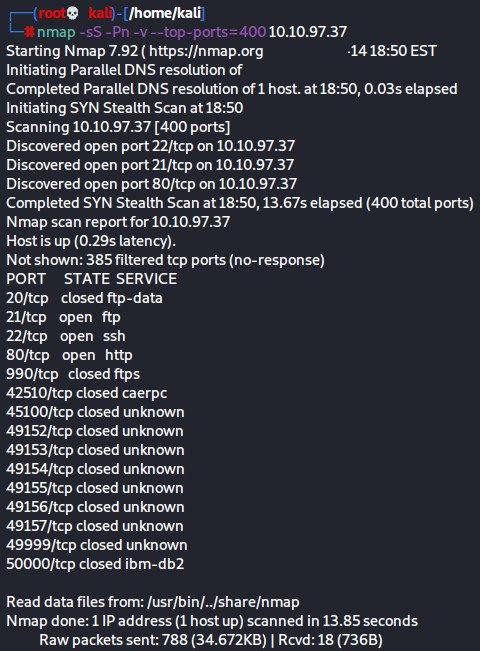 ┌──(root💀 kali)-[/home/kali]
└─# nmap -sS -Pn -v --top-ports=400 10.10.97.37
Starting Nmap 7.92 ( https://nmap.org -14 18:50 EST
Initiating Parallel DNS resolution of
Completed Parallel DNS resolution of 1 host. at 18:50, 0.03s elapsed
Initiating SYN Stealth Scan at 18:50
Scanning 10.10.97.37 [400 ports]
Discovered open port 22/tcp on 10.10.97.37
Discovered open port 21/tcp on 10.10.97.37
Discovered open port 80/tcp on 10.10.97.37
Completed SYN Stealth Scan at 18:50, 13.67s elapsed (400 total ports)
Nmap scan report for 10.10.97.37
Host is up (0.29s latency).
Not shown: 385 filtered tcp ports (no-response)
PORT STATE SERVICE
20/tcp closed ftp-data
21/tcp open ftp
22/tcp open ssh
80/tcp open http
990/tcp closed ftps
42510/tcp closed caerpc
45100/tcp closed unknown
49152/tcp closed unknown
49153/tcp closed unknown
49154/tcp closed unknown
49155/tcp closed unknown
49156/tcp closed unknown
49157/tcp closed unknown
49999/tcp closed unknown
50000/tcp closed ibm-db2
Read data files from: /usr/bin/../share/nmap
Nmap done: 1 IP address (1 host up) scanned in 13.85 seconds
Raw packets sent: 788 (34.672KB) | Rcvd: 18 (736B)